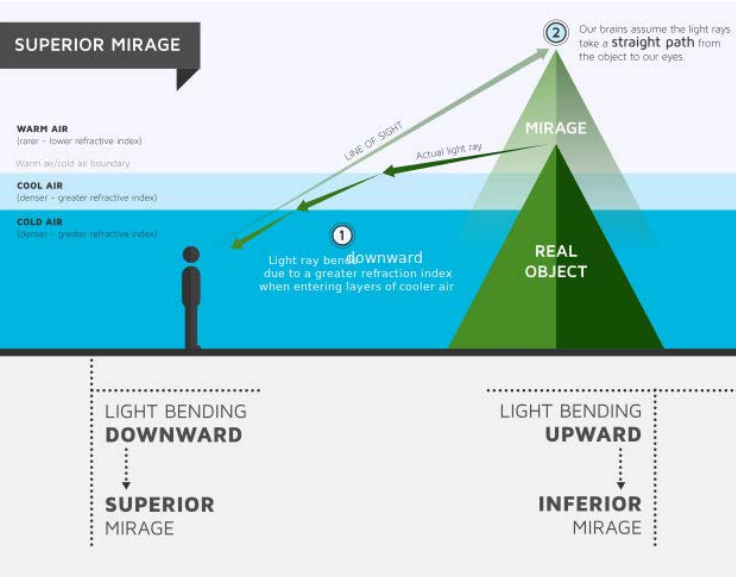 SUPERIOR MIRAGE
2
Our brains assume the light rays
take a straight path from
the object to our eyes.
WARM AIR
(rarer - lower refractive index)
Warm air/cold air boundary
COOL AIR
(denser - greater refractive index)
COLD AIR
(denser - greater refractive index)
LINE OF SIGHT
Actual light ray
MIRAGE
REAL
OBJECT
1
Light ray bends downward
due to a greater refraction index
when entering layers of cooler air
LIGHT BENDING
DOWNWARD
SUPERIOR
MIRAGE
LIGHT BENDING
UPWARD
INFERIOR
MIRAGE